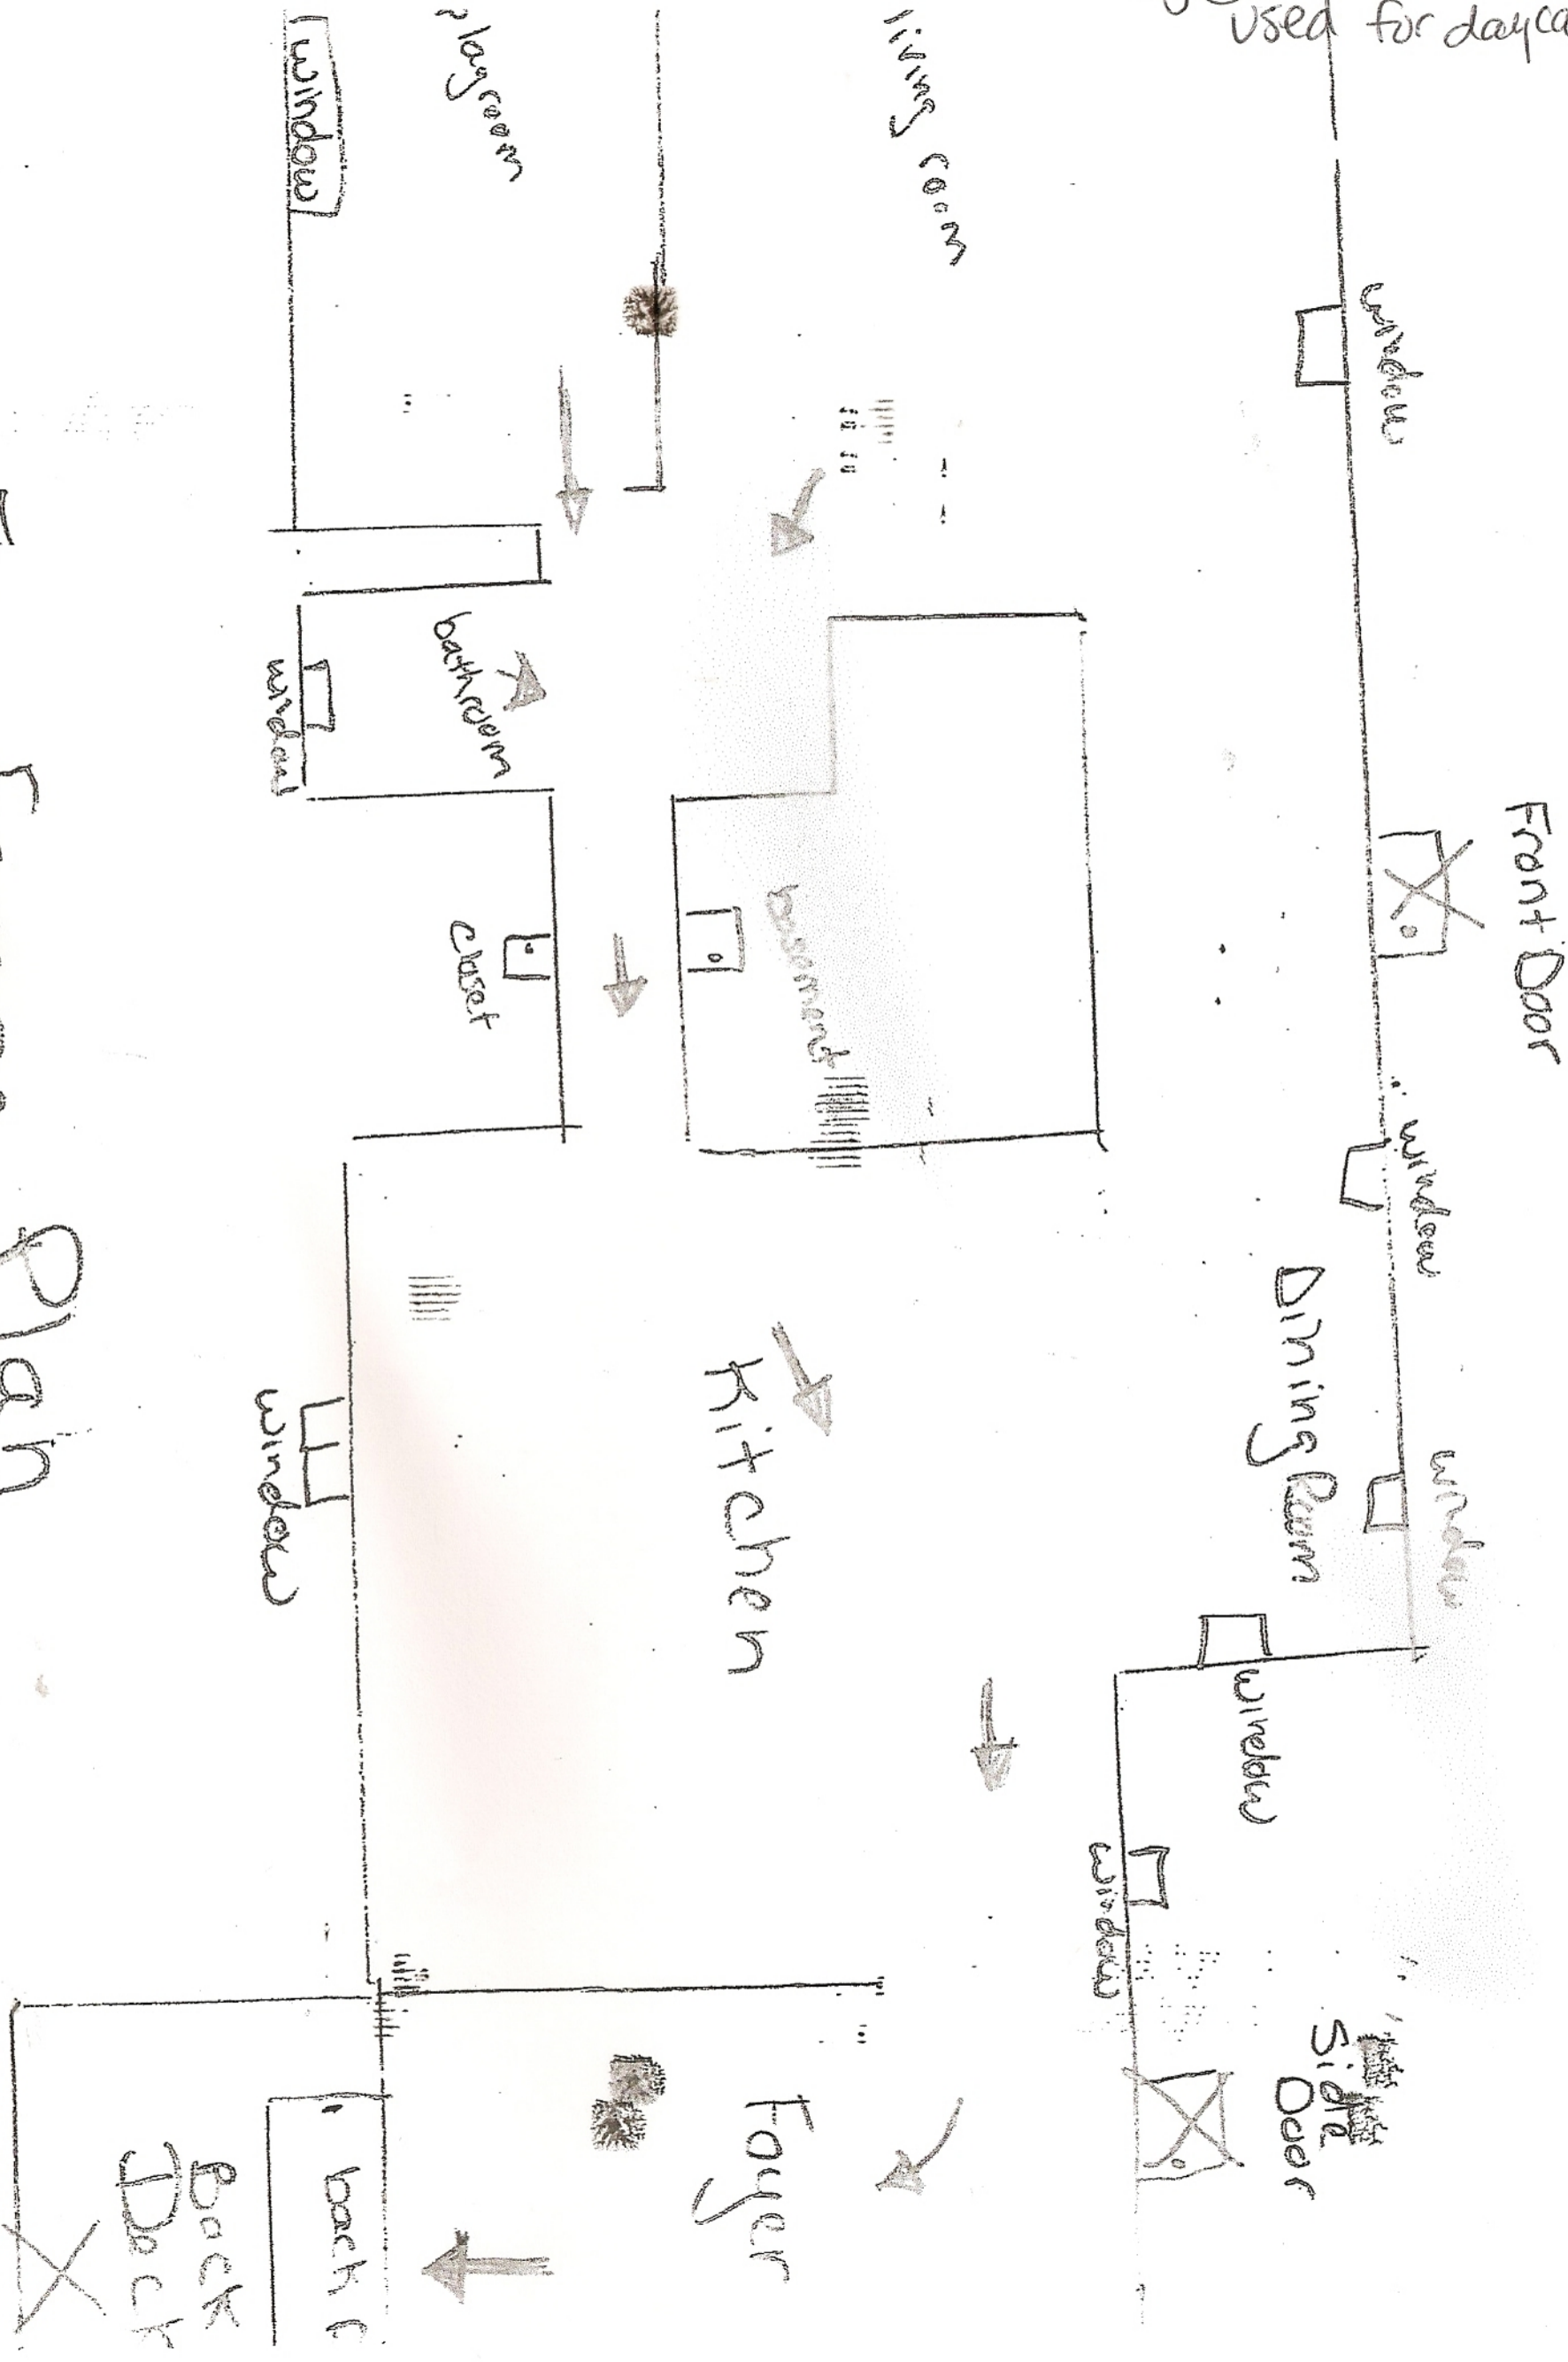 used for dayca
playroom
living room
window
window
bathroom
window
Front Door
closet
basement
window
Dining Room
window
Kitchen
window
window
window
Side
Door
Foyer
back
Back
Deck
Plan